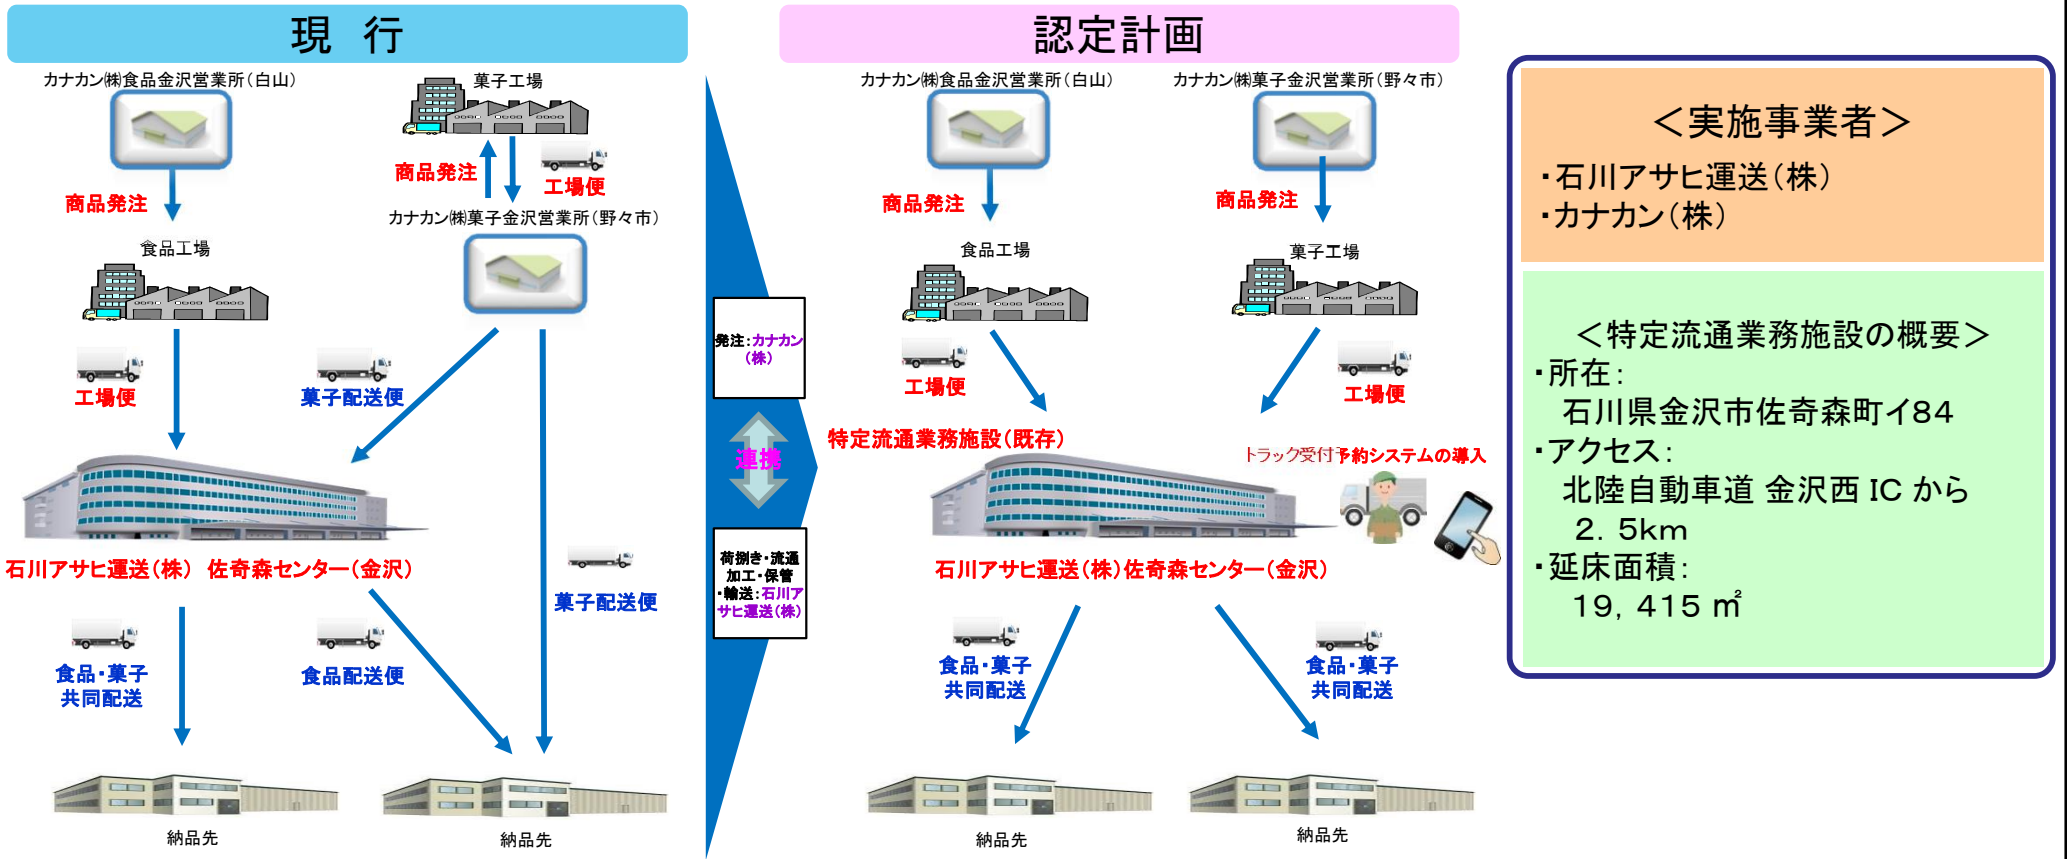 現　行
カナカン㈱食品金沢営業所（白山）
菓子工場
商品発注
工場便
商品発注
カナカン㈱菓子金沢営業所（野々市）
食品工場
工場便
菓子配送便
石川アサヒ運送（株）　佐奇森センター（金沢）
菓子配送便
食品・菓子
共同配送
食品配送便
納品先
納品先
発注：カナカン
（株）
連携
荷捌き・流通
加工・保管
・輸送：石川ア
サヒ運送（株）
認定計画
カナカン㈱食品金沢営業所（白山）
カナカン㈱菓子金沢営業所（野々市）
商品発注
商品発注
食品工場
菓子工場
工場便
工場便
特定流通業務施設（既存）
トラック受付予約システムの導入
石川アサヒ運送（株）佐奇森センター（金沢）
食品・菓子
共同配送
食品・菓子
共同配送
納品先
納品先
＜実施事業者＞
・石川アサヒ運送（株）
・カナカン（株）
＜特定流通業務施設の概要＞
・所在：
石川県金沢市佐奇森町イ８４
・アクセス：
北陸自動車道 金沢西 IC から
２．５ｋｍ
・延床面積：
１９，４１５ ㎡